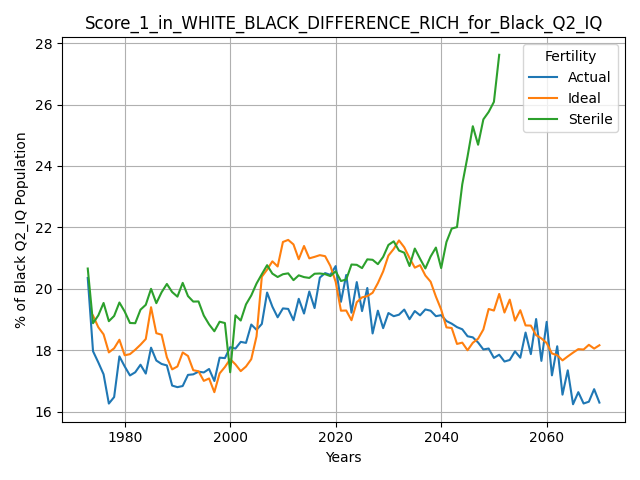 Score_1_in_WHITE_BLACK_DIFFERENCE_RICH_for_Black_Q2_IQ
% of Black Q2_IQ Population
28
26
24
22
20
18
16
Fertility
Actual
Ideal
Sterile
1980
2000
2020
2040
2060
Years